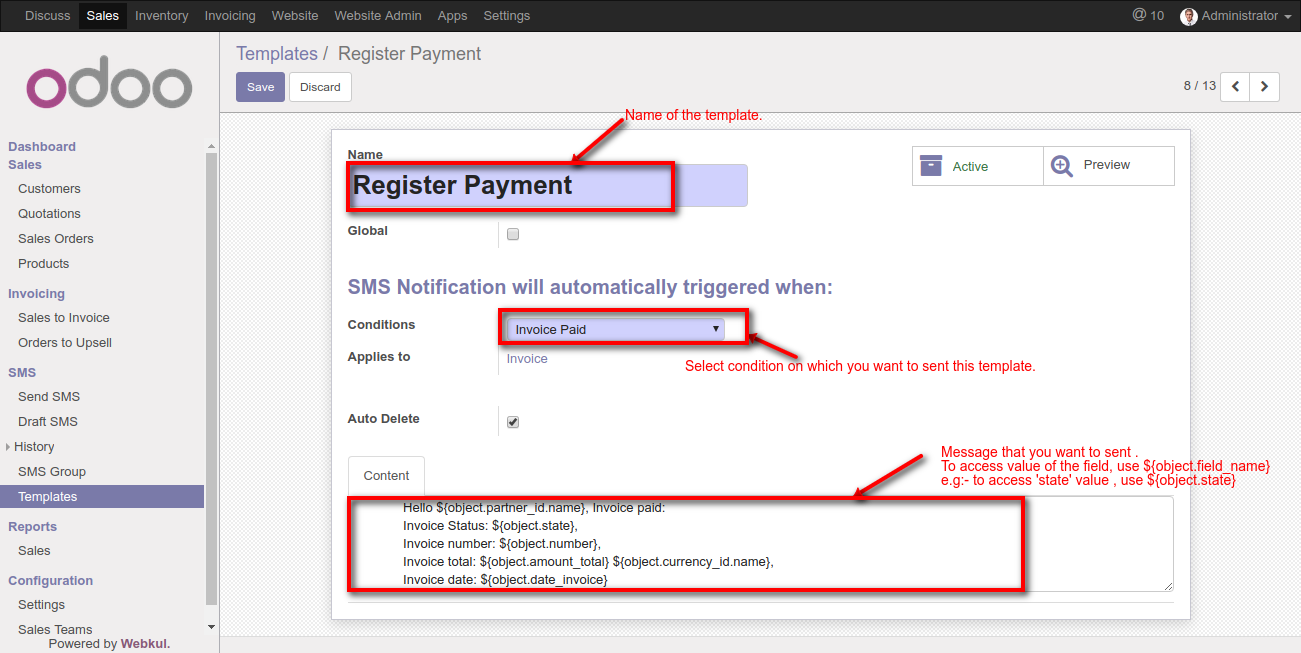 Discuss Sales Inventory Invoicing Website Website Admin Apps Settings @ 10 Administrator
odoo
Templates / Register Payment
Save Discard
8 / 13
Dashboard
Sales
Customers
Quotations
Sales Orders
Products
Invoicing
Sales to Invoice
Orders to Upsell
SMS
Send SMS
Draft SMS
History
SMS Group
Templates
Reports
Sales
Configuration
Settings
Sales Teams
Powered by Webkul.
Name of the template.
Name
Register Payment
Active
Preview
Global
SMS Notification will automatically triggered when:
Conditions
Invoice Paid
Applies to
Invoice
Select condition on which you want to sent this template.
Auto Delete
Message that you want to sent .
To access value of the field, use ${object.field_name}
e.g:- to access 'state' value , use ${object.state}
Content
Hello ${object.partner_id.name}, Invoice paid:
Invoice Status: ${object.state},
Invoice number: ${object.number},
Invoice total: ${object.amount_total} ${object.currency_id.name},
Invoice date: ${object.date_invoice}